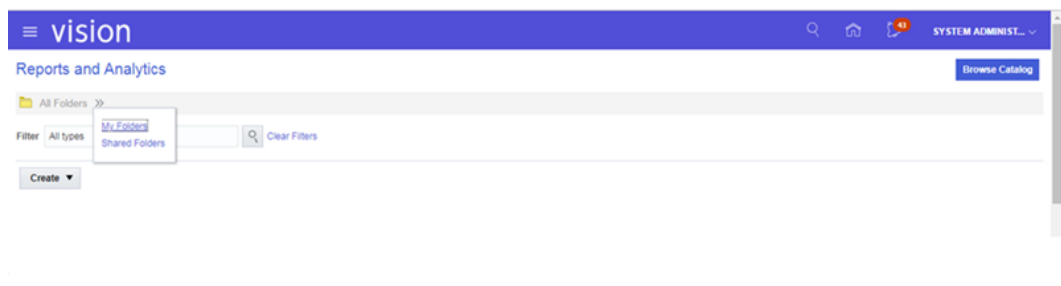 vision
43
SYSTEM ADMINIST...
Reports and Analytics
Browse Catalog
All Folders »
My Folders
Shared Folders
Filter All types
Clear Filters
Create